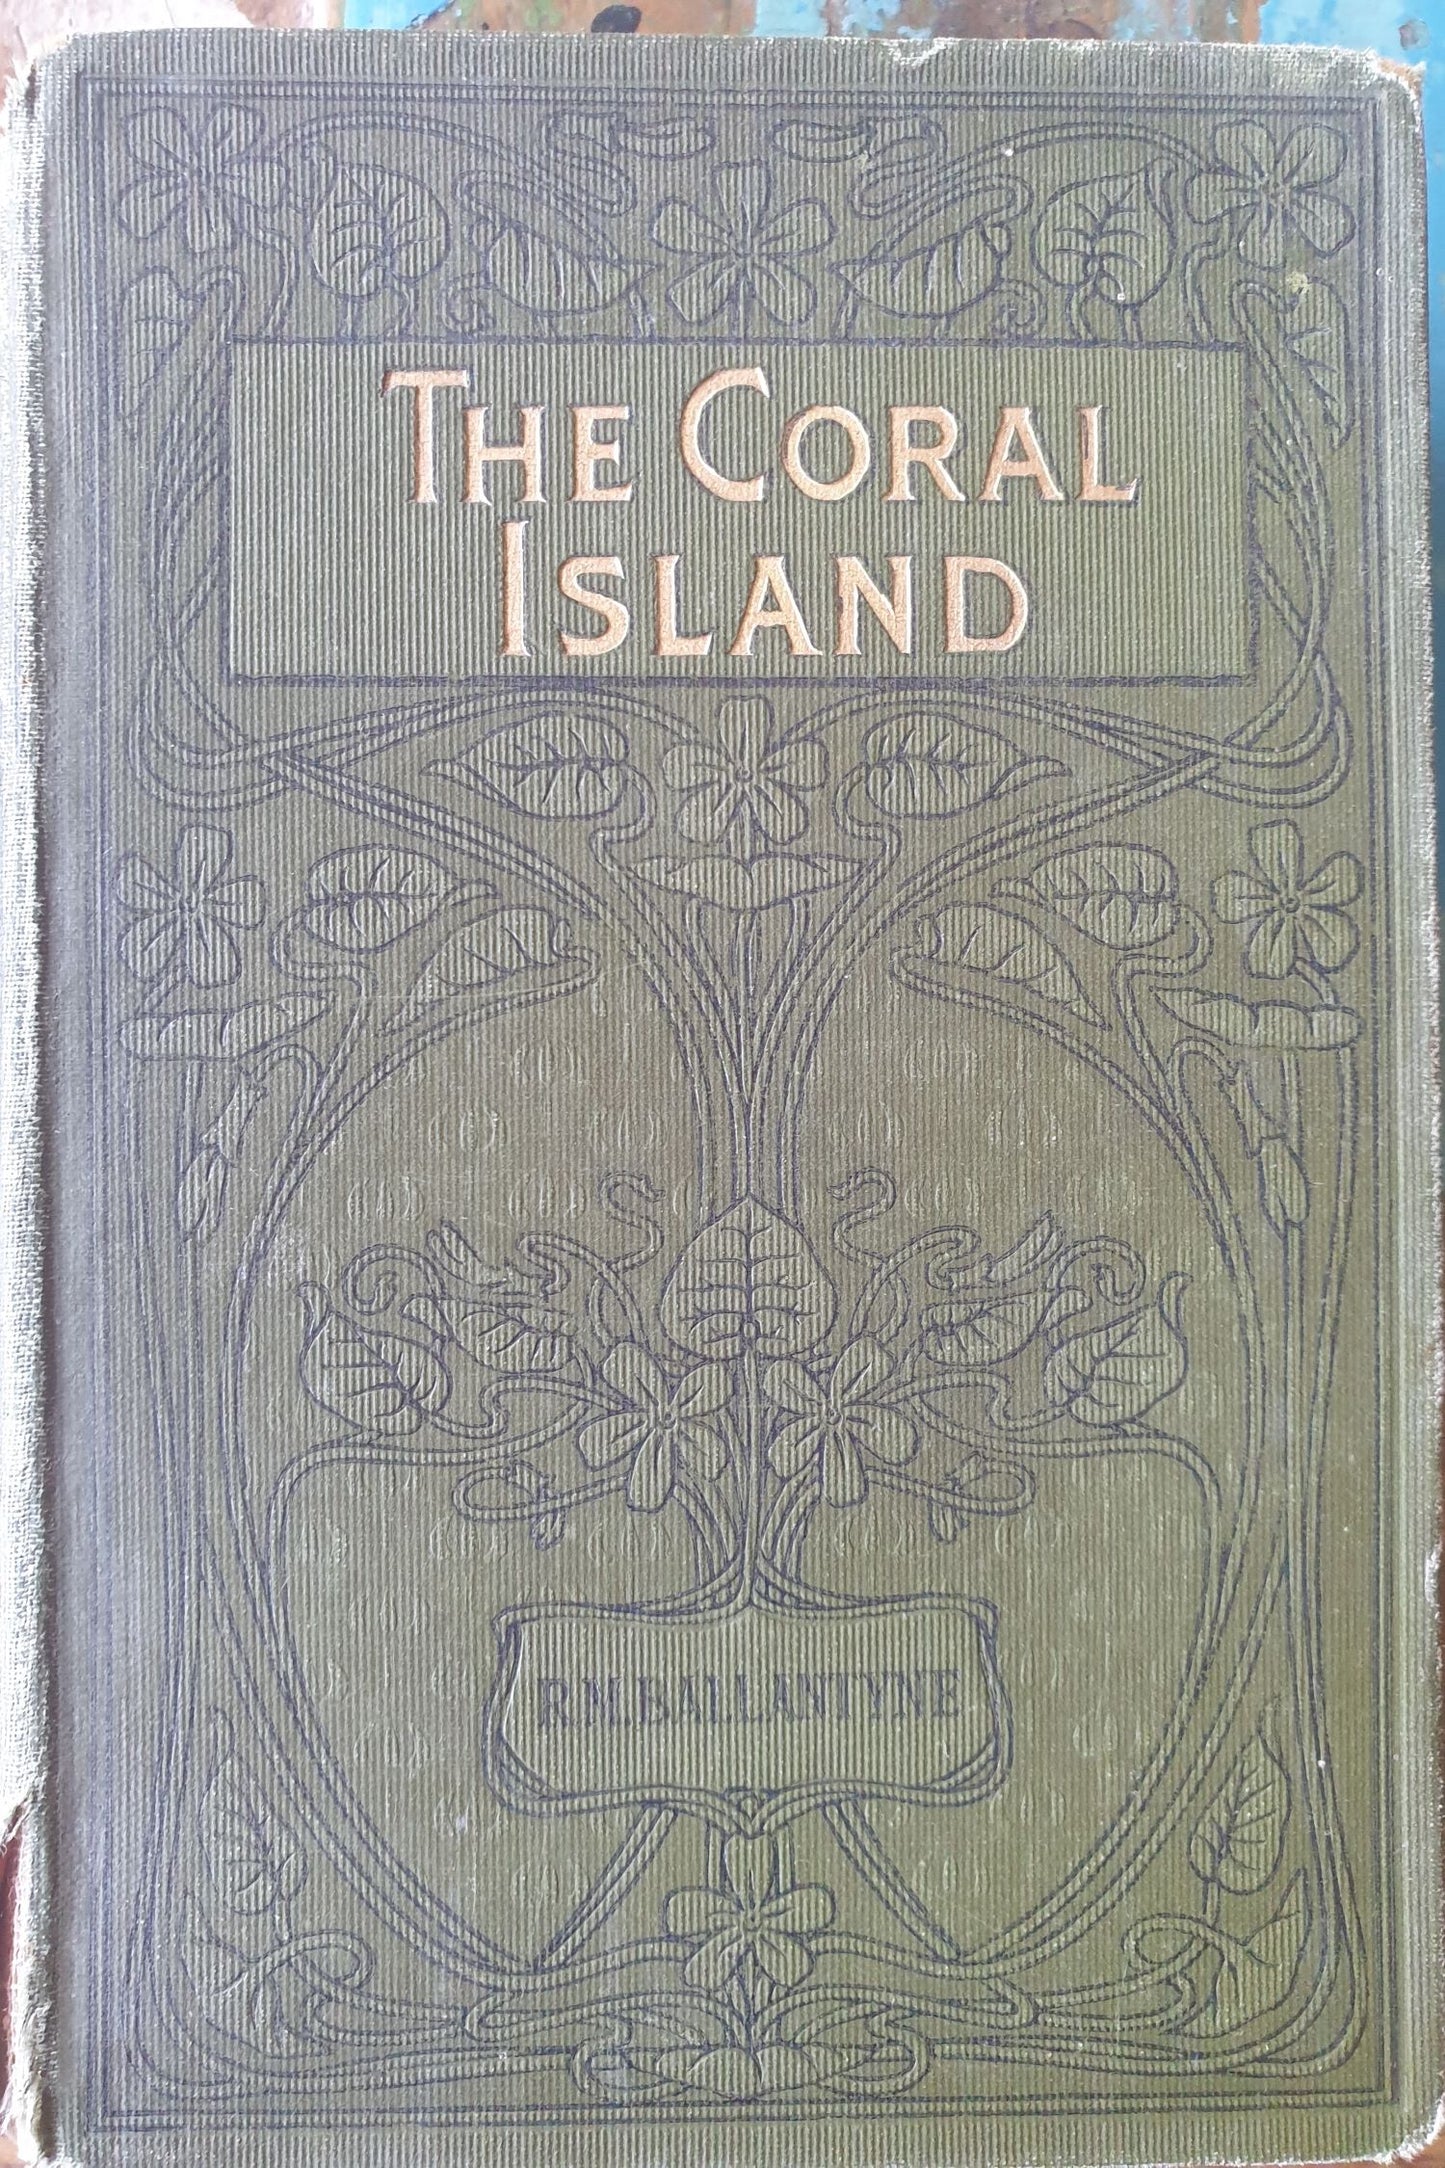 THE CORAL
ISLAND
R.M.BALLANTYNE